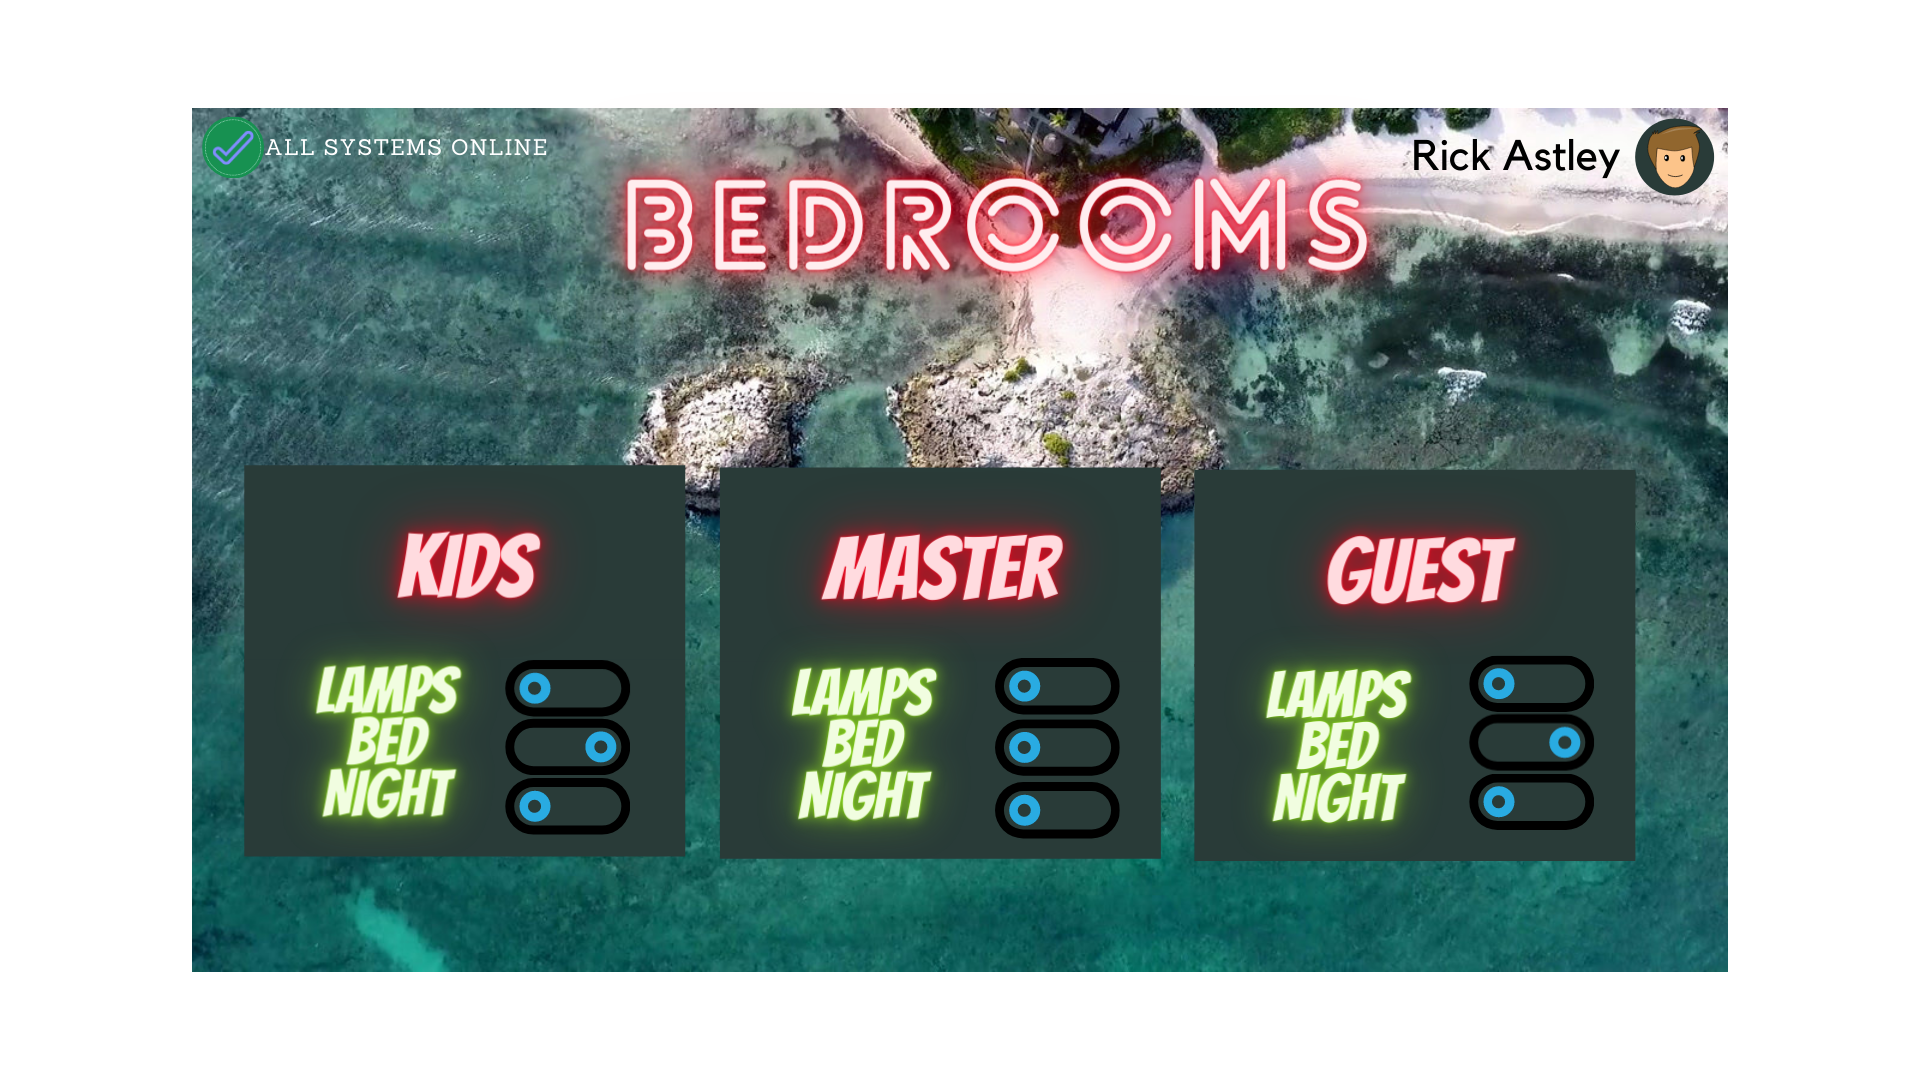 ALL SYSTEMS ONLINE
Rick Astley
BEDROOMS
KIDS
LAMPS
BED
NIGHT
MASTER
LAMPS
BED
NIGHT
GUEST
LAMPS
BED
NIGHT